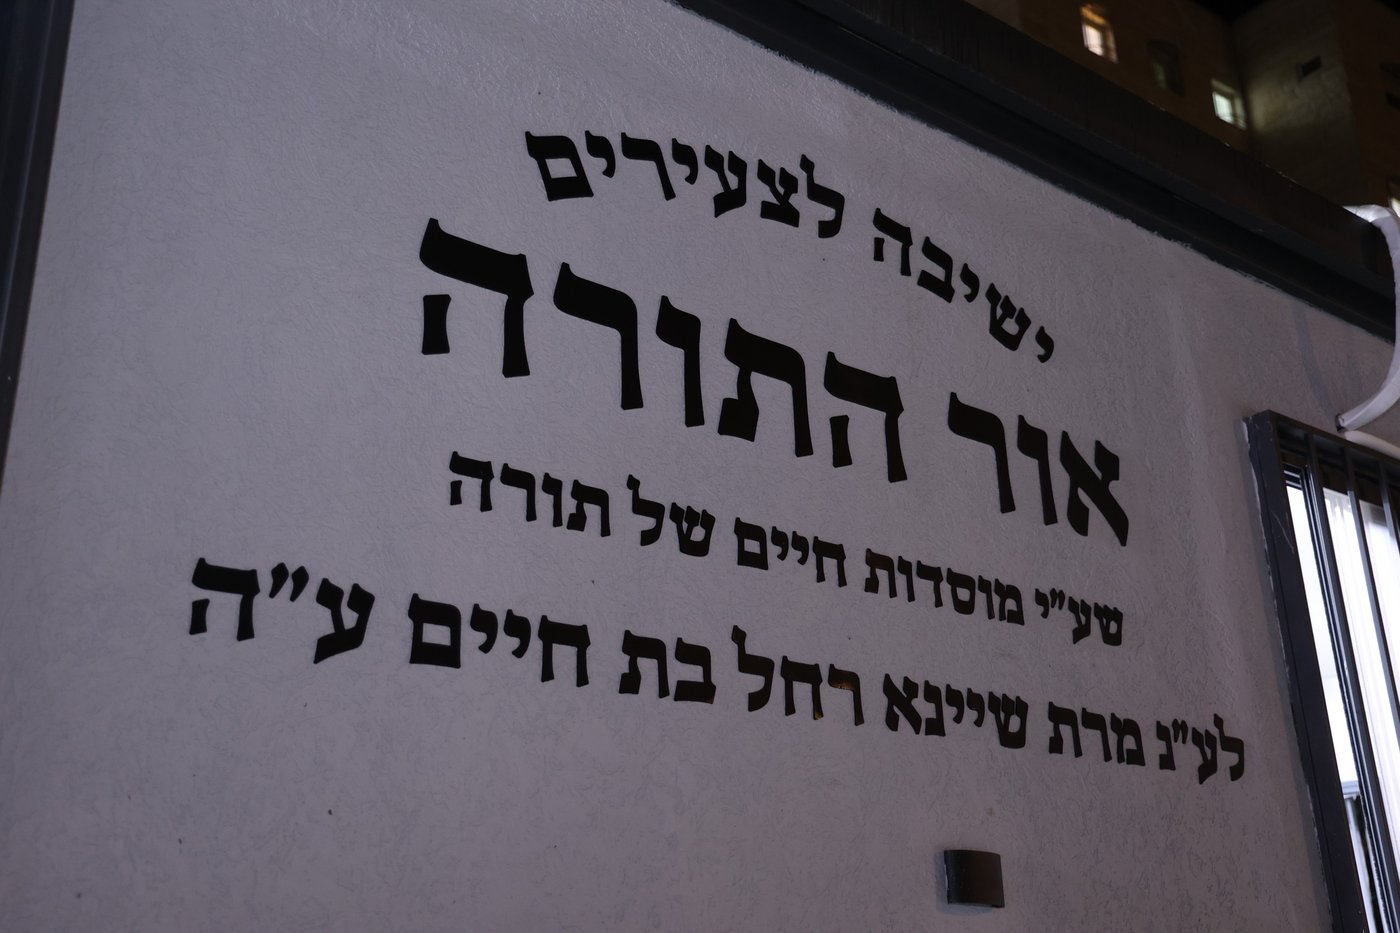 ישיבה לצעירים
אור התורה
שע"י מוסדות חיים של תורה
לע"נ מרת שיינא רחל בת חיים ע"ה